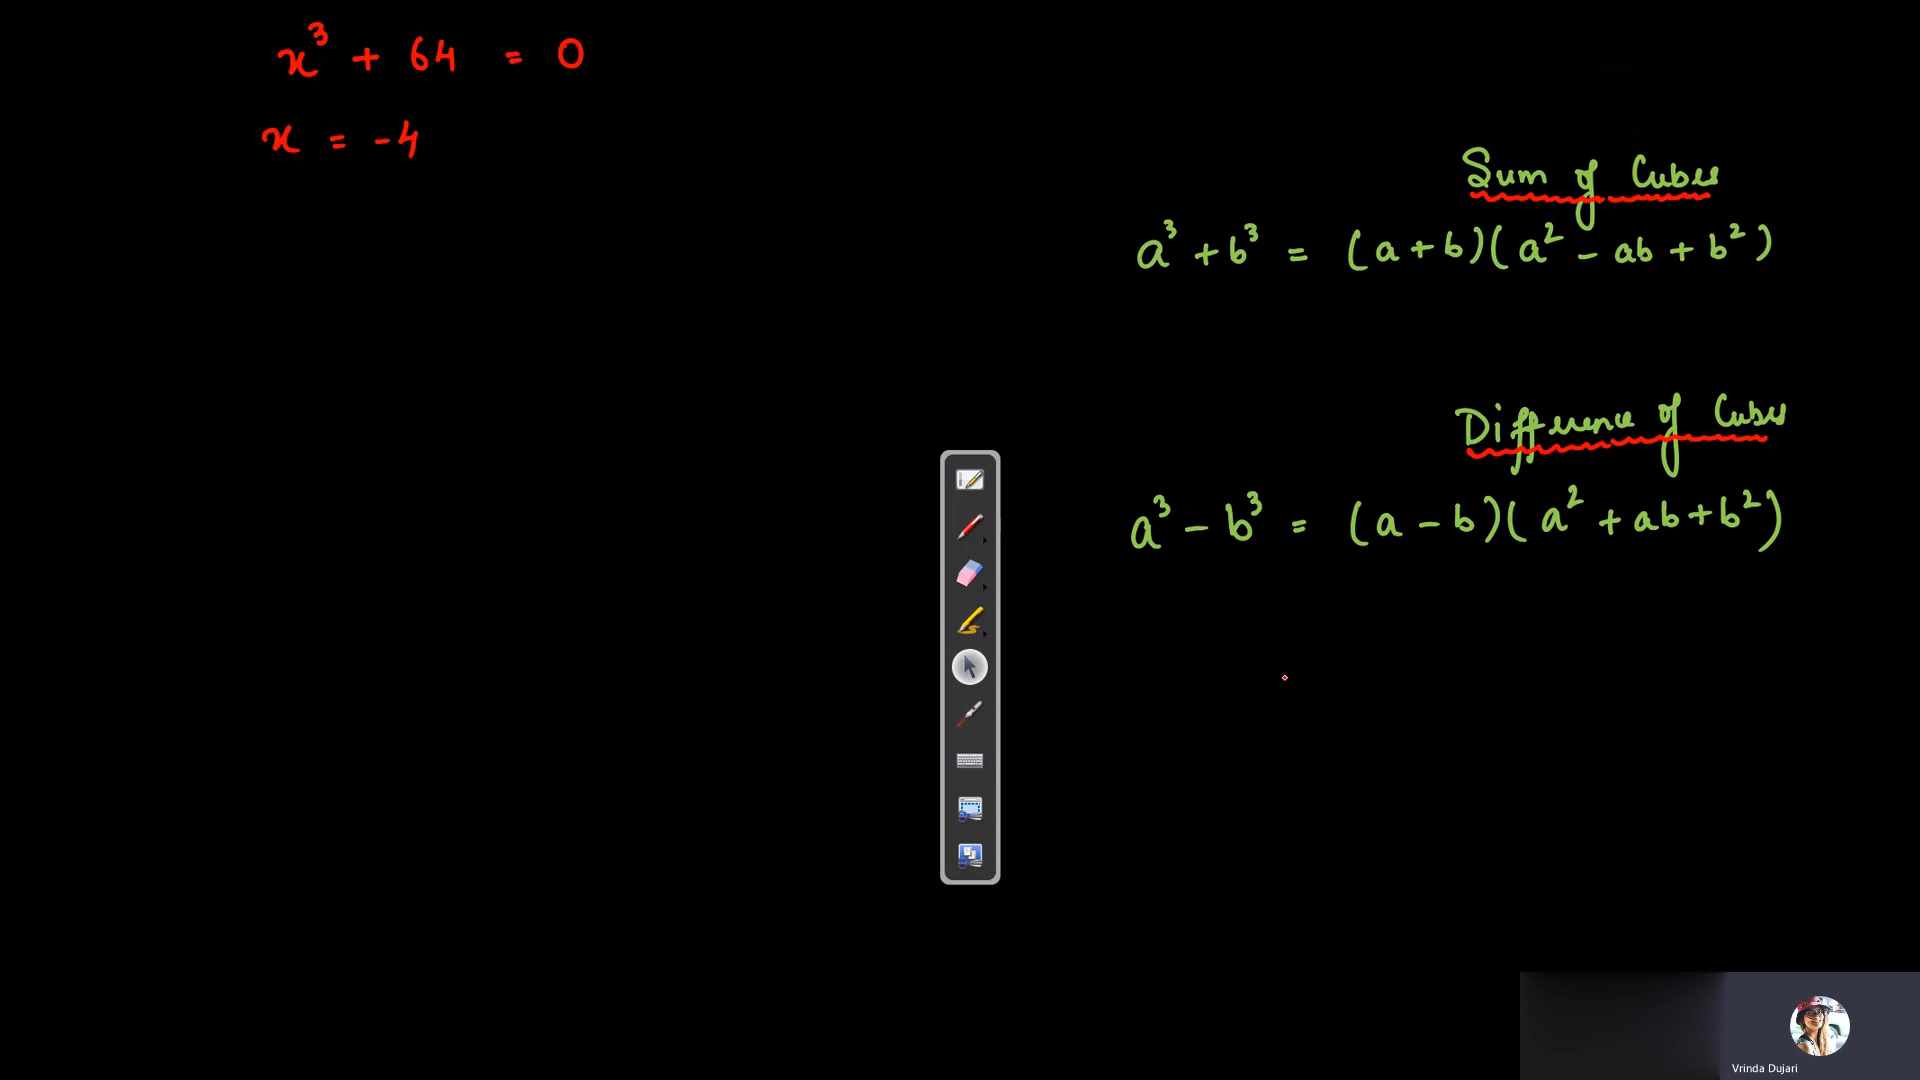 x³ + 64 = 0
x = -4
Sum of Cubes
a³ + b³ = (a + b)(a² - ab + b²)
Difference of Cubes
a³ - b³ = (a - b)(a² + ab + b²)
Vrinda Dujari